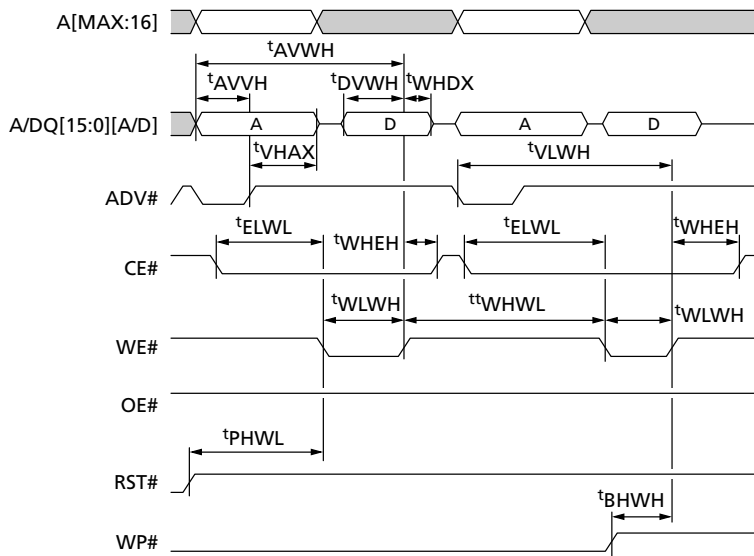 A[MAX:16]
tAVWH
tAVVH
tDVWH
tWHDX
A/DQ[15:0][A/D]
A
D
A
D
tVHAX
tVLWH
ADV#
tELWL
tWHEH
tELWL
tWHEH
CE#
tWLWH
ttWHWL
tWLWH
WE#
OE#
tPHWL
RST#
tBHWH
WP#